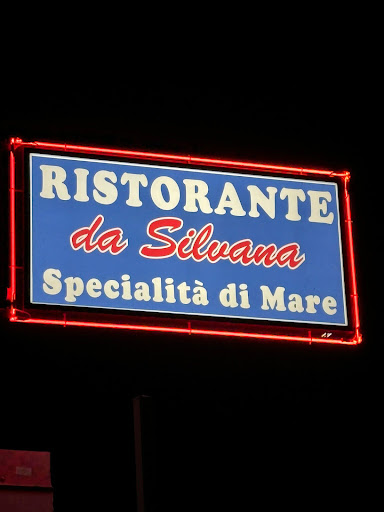 RISTORANTE
da Silvana
Specialità di Mare